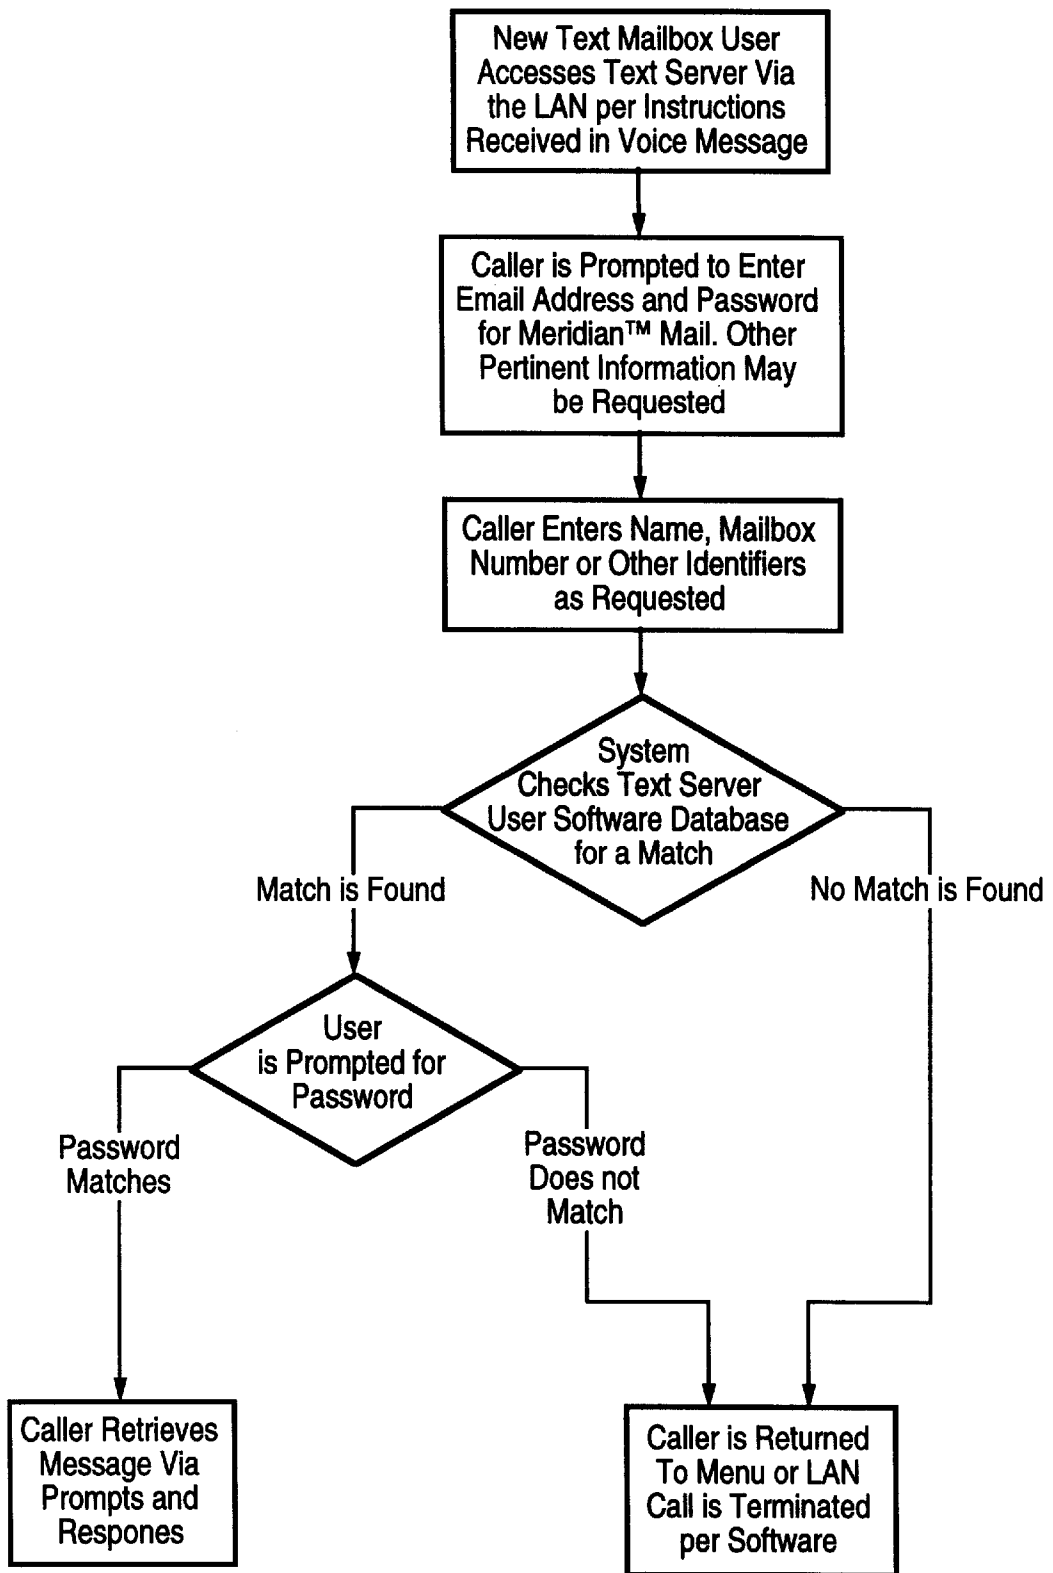 New Text Mailbox User
Accesses Text Server Via
the LAN per Instructions
Received in Voice Message
Caller is Prompted to Enter
Email Address and Password
for Meridian™ Mail. Other
Pertinent Information May
be Requested
Caller Enters Name, Mailbox
Number or Other Identifiers
as Requested
System
Checks Text Server
User Software Database
for a Match
Match is Found
No Match is Found
User
is Prompted for
Password
Password
Matches
Password
Does not
Match
Caller Retrieves
Message Via
Prompts and
Respones
Caller is Returned
To Menu or LAN
Call is Terminated
per Software